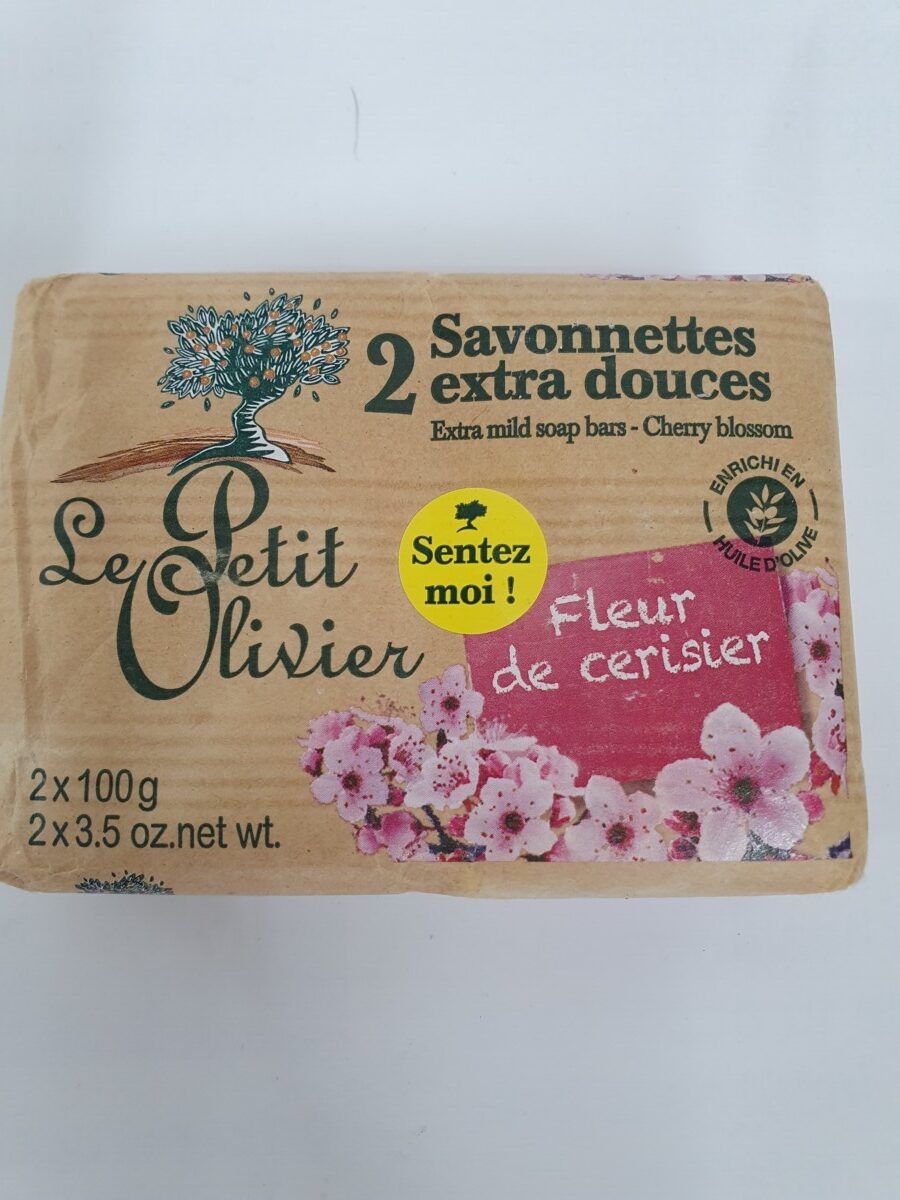 2 Savonnettes
extra douces
Extra mild soap bars - Cherry blossom
ENRICHI EN
HUILE D'OLIVE
Le Petit
Olivier
Sentez
moi !
Fleur
de cerisier
2 x 100 g
2 x 3.5 oz.net wt.